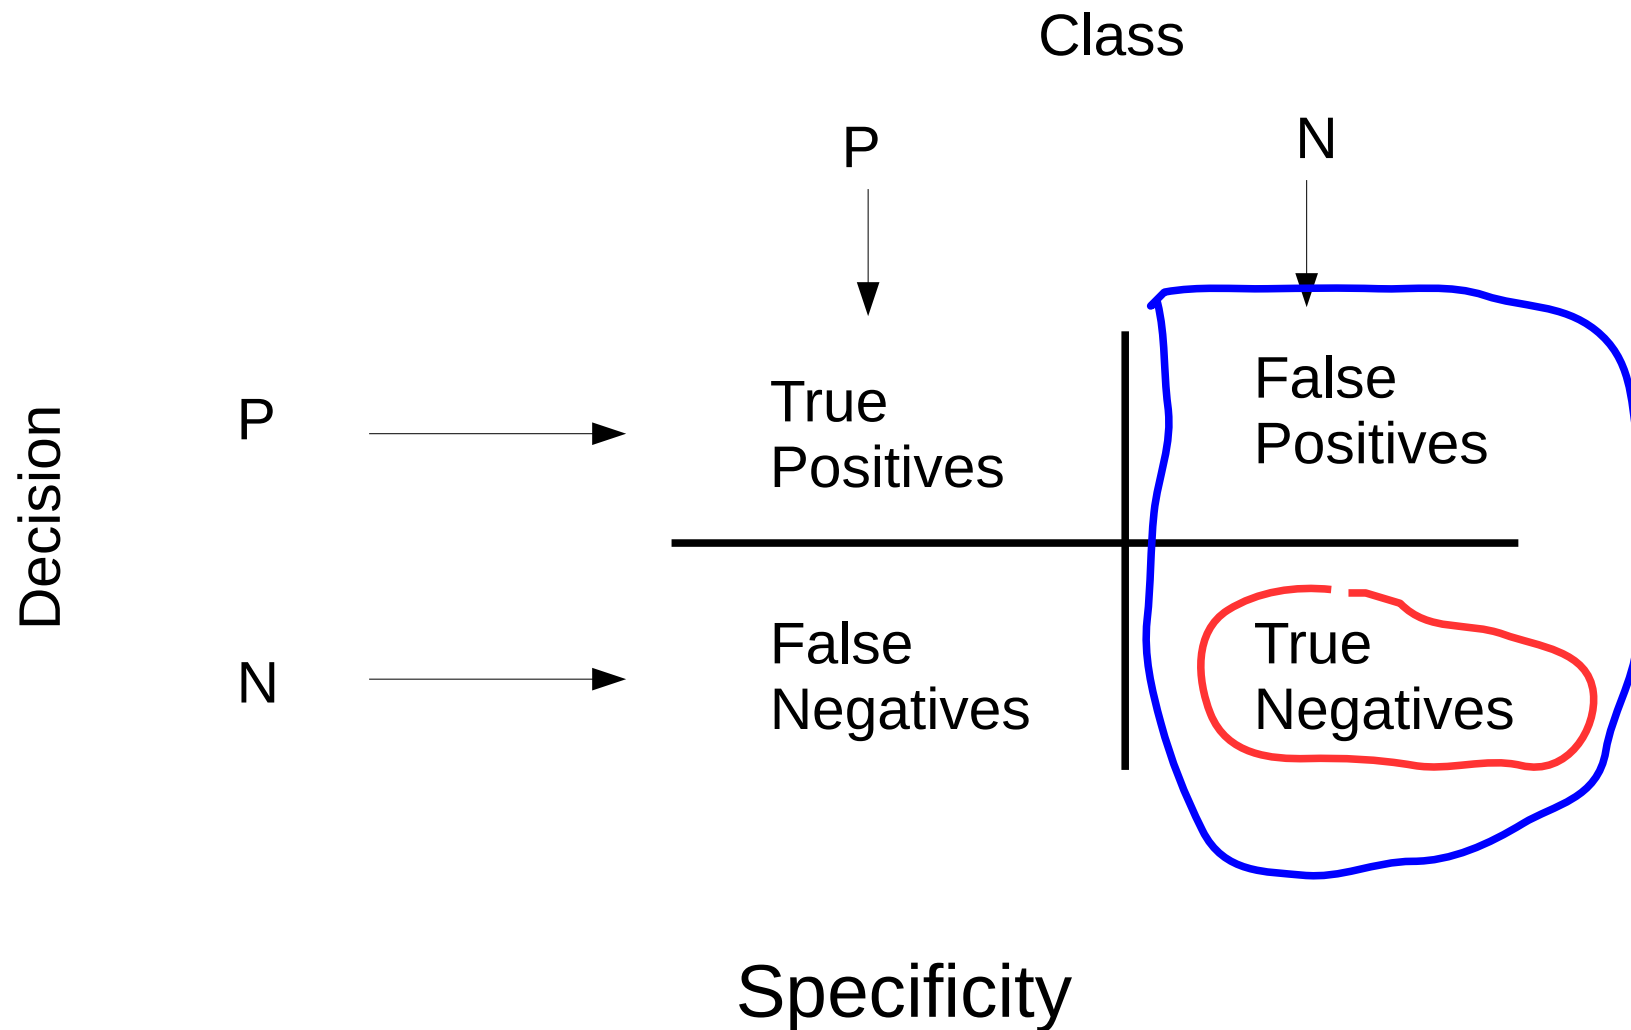 Class
P
N
Decision
P
True
Positives
False
Positives
N
False
Negatives
True
Negatives
Specificity